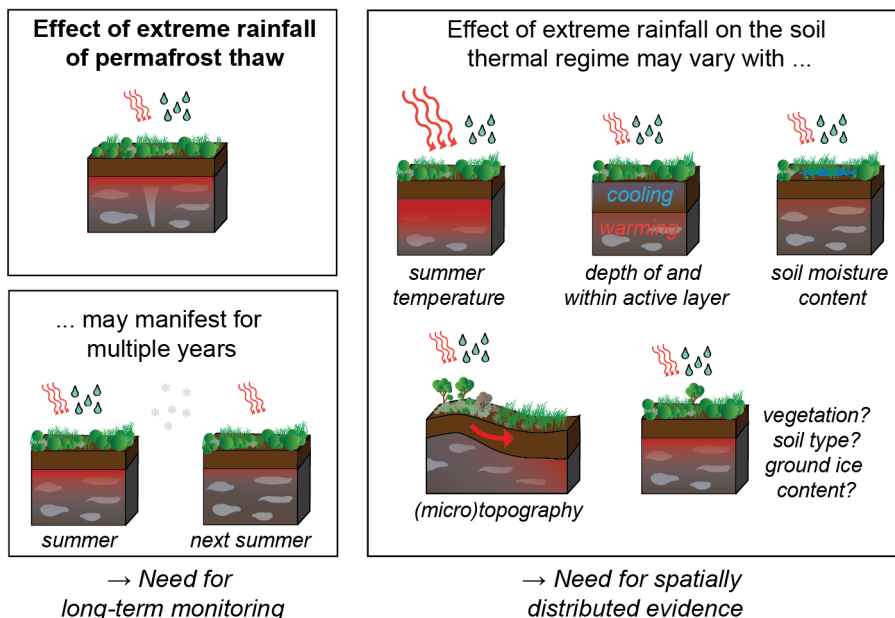 Effect of extreme rainfall
of permafrost thaw
... may manifest for
multiple years
summer
next summer
→ Need for
long-term monitoring
Effect of extreme rainfall on the soil
thermal regime may vary with ...
cooling
warming
summer
temperature
depth of and
within active layer
soil moisture
content
(micro)topography
vegetation?
soil type?
ground ice
content?
→ Need for spatially
distributed evidence